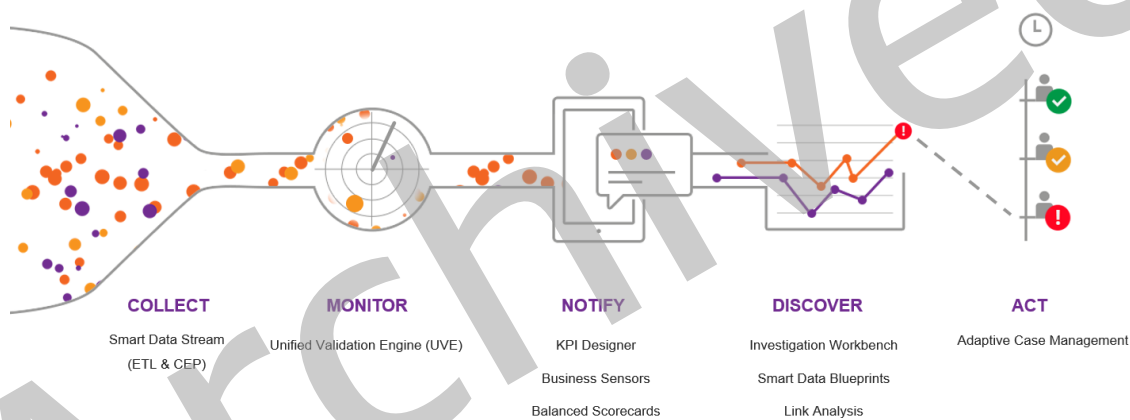 Archived
COLLECT
Smart Data Stream
(ETL & CEP)
MONITOR
Unified Validation Engine (UVE)
NOTIFY
KPI Designer
Business Sensors
Balanced Scorecards
DISCOVER
Investigation Workbench
Smart Data Blueprints
Link Analysis
ACT
Adaptive Case Management